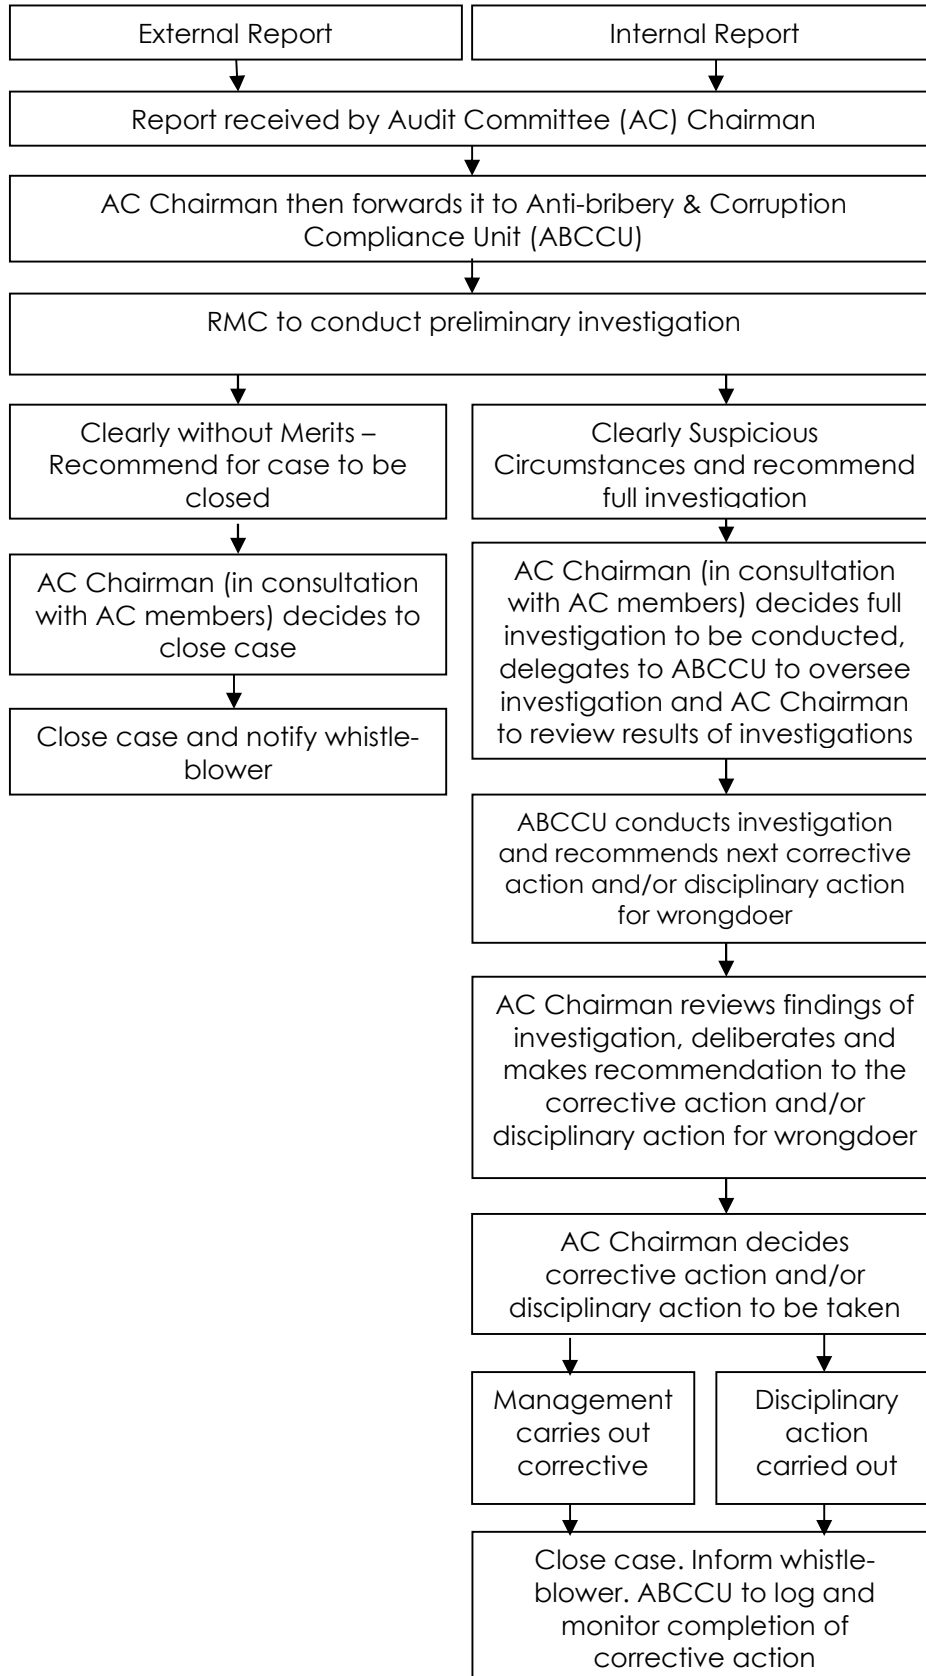 External Report
Internal Report
Report received by Audit Committee (AC) Chairman
AC Chairman then forwards it to Anti-bribery & Corruption
Compliance Unit (ABCCU)
RMC to conduct preliminary investigation
Clearly without Merits –
Recommend for case to be
closed
AC Chairman (in consultation
with AC members) decides to
close case
Close case and notify whistle-
blower
Clearly Suspicious
Circumstances and recommend
full investigation
AC Chairman (in consultation
with AC members) decides full
investigation to be conducted,
delegates to ABCCU to oversee
investigation and AC Chairman
to review results of investigations
ABCCU conducts investigation
and recommends next corrective
action and/or disciplinary action
for wrongdoer
AC Chairman reviews findings of
investigation, deliberates and
makes recommendation to the
corrective action and/or
disciplinary action for wrongdoer
AC Chairman decides
corrective action and/or
disciplinary action to be taken
Management
carries out
corrective
Disciplinary
action
carried out
Close case. Inform whistle-
blower. ABCCU to log and
monitor completion of
corrective action